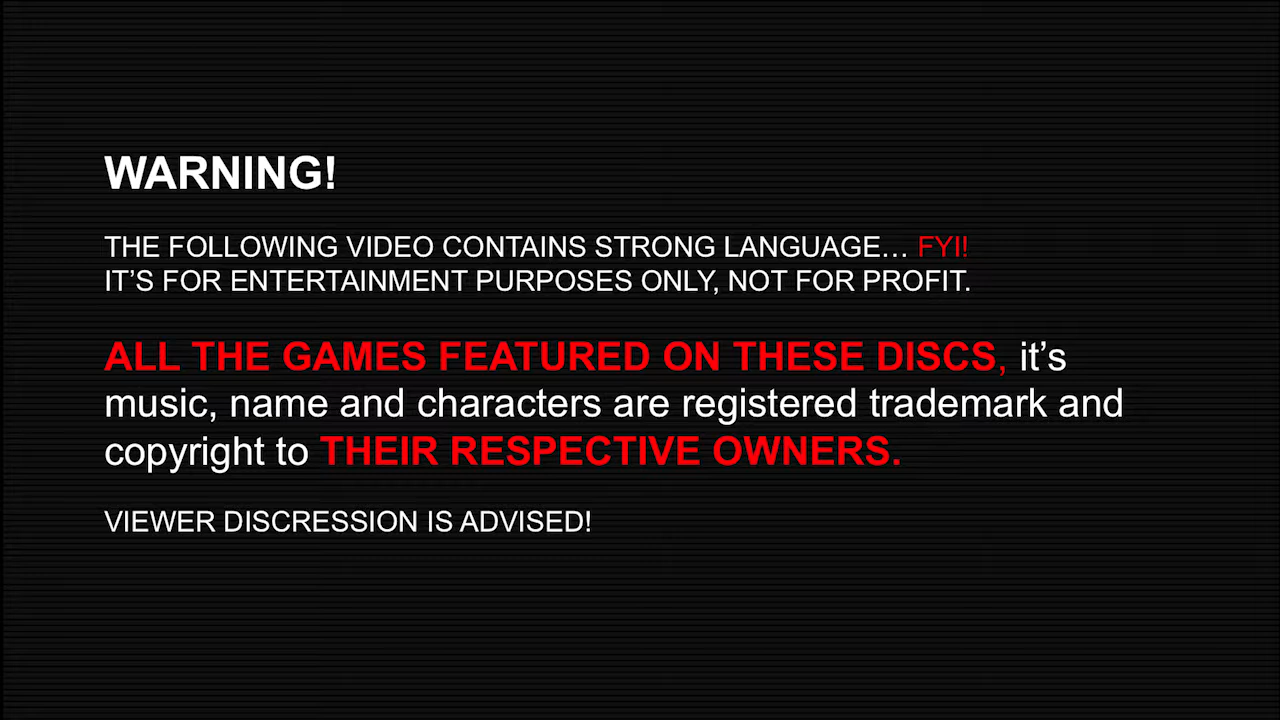 WARNING!
THE FOLLOWING VIDEO CONTAINS STRONG LANGUAGE… FYI!
IT’S FOR ENTERTAINMENT PURPOSES ONLY, NOT FOR PROFIT.
ALL THE GAMES FEATURED ON THESE DISCS, it’s
music, name and characters are registered trademark and
copyright to THEIR RESPECTIVE OWNERS.
VIEWER DISCRESSION IS ADVISED!